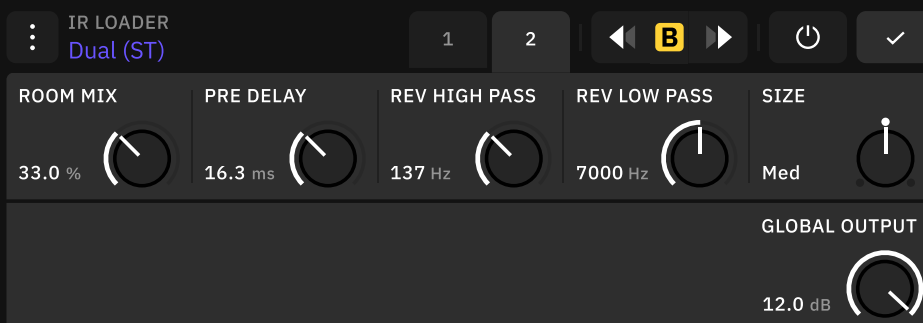 IR LOADER
Dual (ST)
1
2
B
ROOM MIX
PRE DELAY
REV HIGH PASS
REV LOW PASS
SIZE
33.0 %
16.3 ms
137 Hz
7000 Hz
Med
GLOBAL OUTPUT
12.0 dB